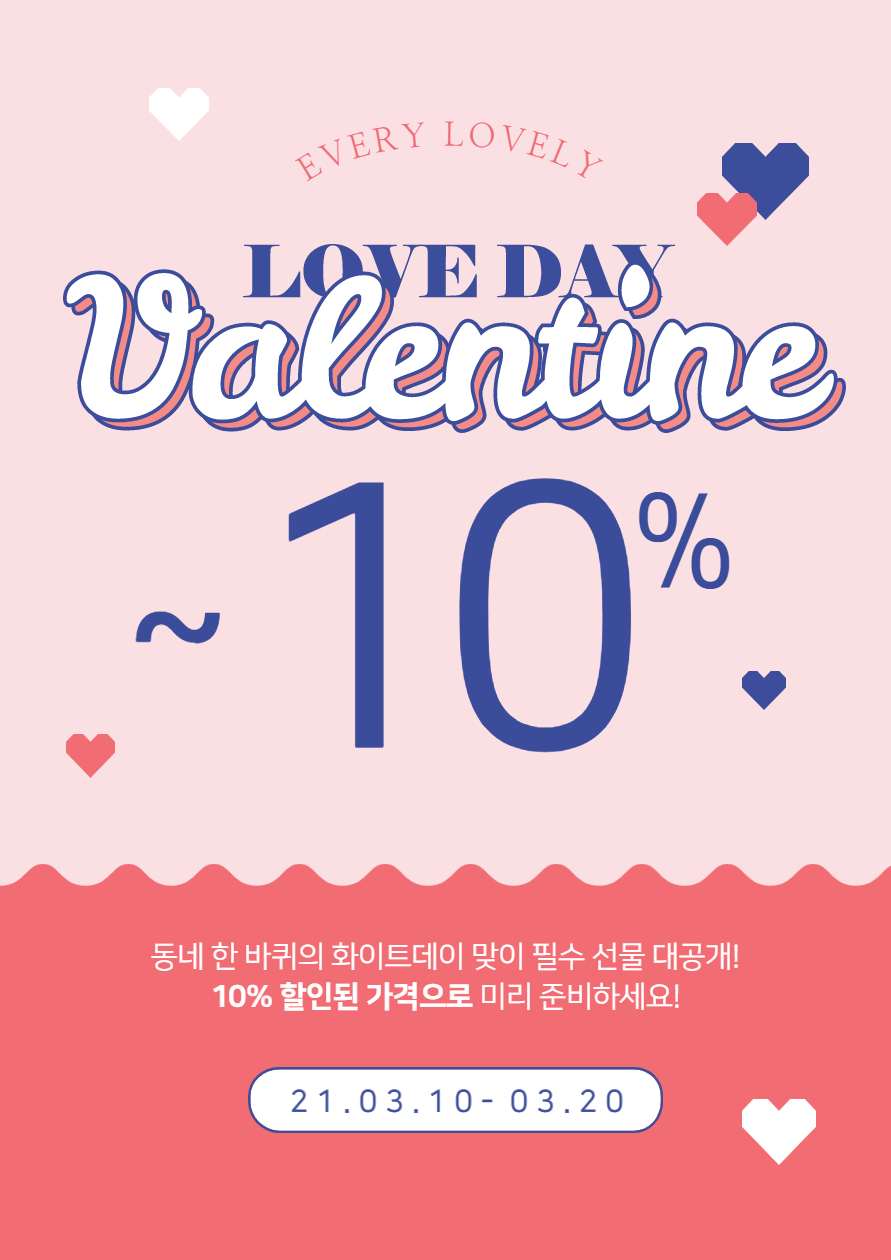 EVERY LOVELY
LOVE DAY
Valentine
~10%
동네 한 바퀴의 화이트데이 맞이 필수 선물 대공개!
10% 할인된 가격으로 미리 준비하세요!
21.03.10- 03.20